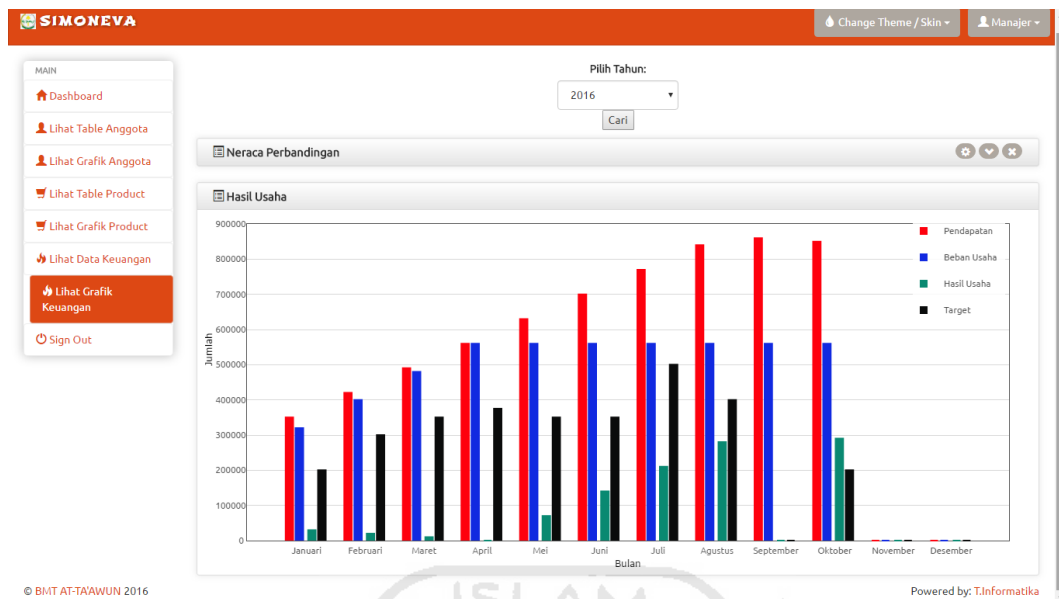 SIMONEVA
Change Theme / Skin
Manajer
MAIN
Dashboard
Lihat Table Anggota
Lihat Grafik Anggota
Lihat Table Product
Lihat Grafik Product
Lihat Data Keuangan
Lihat Grafik
Keuangan
Sign Out
Pilih Tahun:
2016
Cari
Neraca Perbandingan
Hasil Usaha
900000
800000
700000
600000
500000
400000
300000
200000
100000
0
Jumlah
Pendapatan
Beban Usaha
Hasil Usaha
Target
Januari Februari Maret April Mei Juni Juli Agustus September Oktober November Desember
Bulan
© BMT AT-TA'AWUN 2016
Powered by: T.Informatika
ISLAM